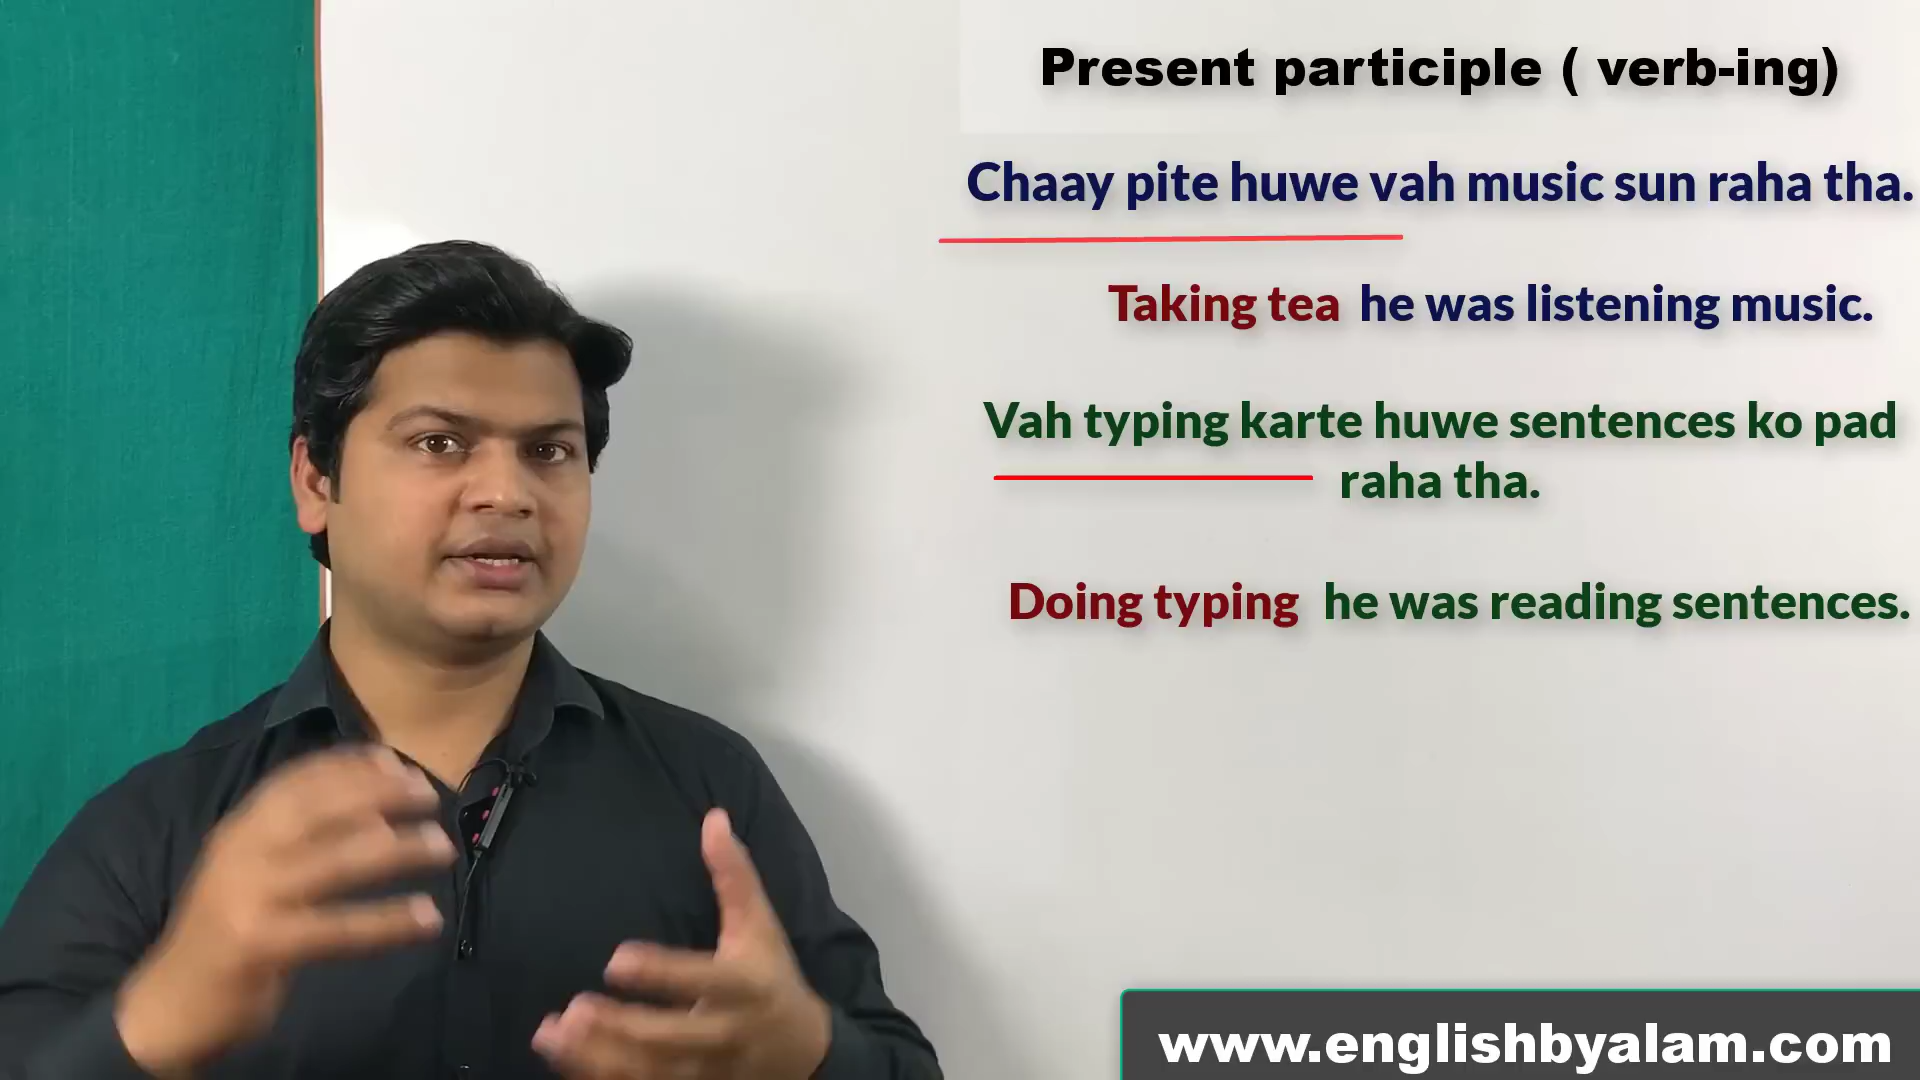 Present participle ( verb-ing)
Chaay pite huwe vah music sun raha tha.
Taking tea he was listening music.
Vah typing karte huwe sentences ko pad
raha tha.
Doing typing he was reading sentences.
www.englishbyalam.com